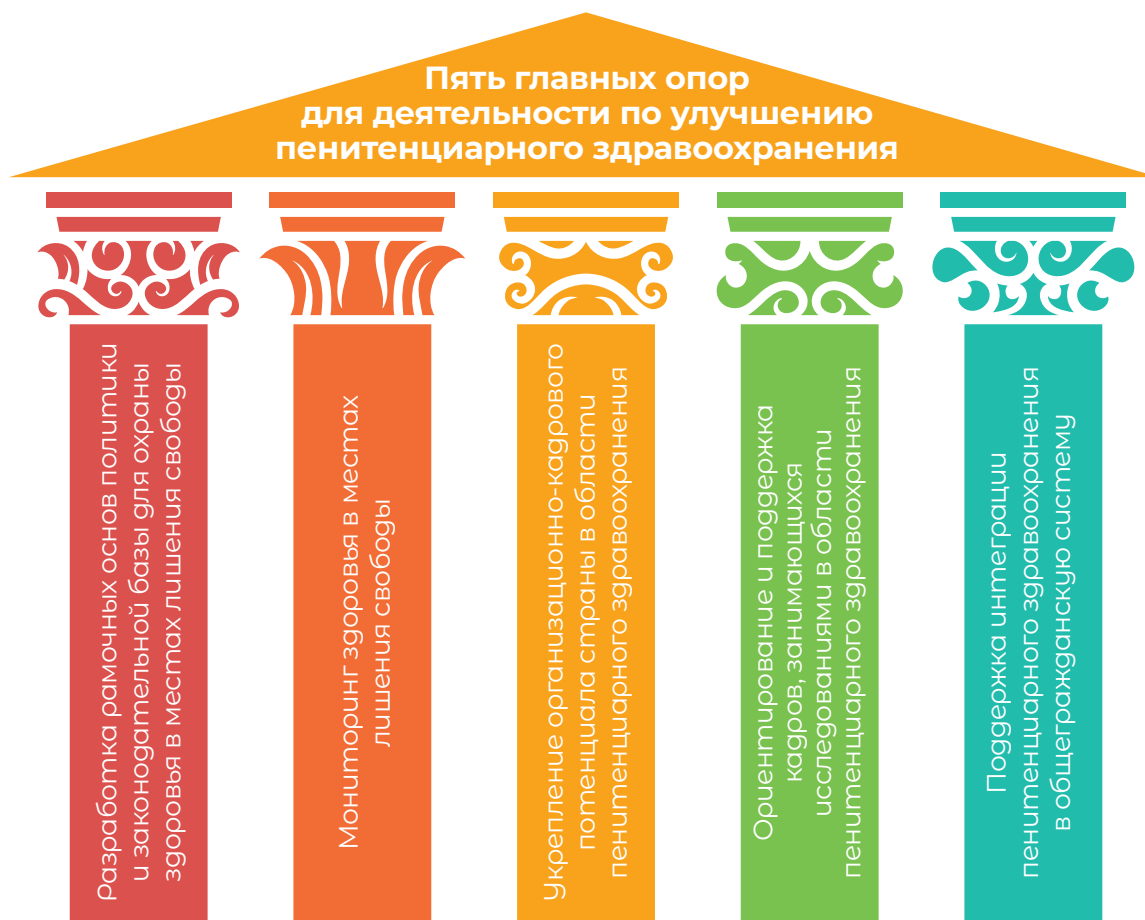 Пять главных опор
для деятельности по улучшению
пенитенциарного здравоохранения
Разработка рамочных основ политики
и законодательной базы для охраны
здоровья в местах лишения свободы
Мониторинг здоровья в местах
лишения свободы
Укрепление организационно-кадрового
потенциала страны в области
пенитенциарного здравоохранения
Ориентирование и поддержка
кадров, занимающихся
исследованиями в области
пенитенциарного здравоохранения
Поддержка интеграции
пенитенциарного здравоохранения
в общегражданскую систему